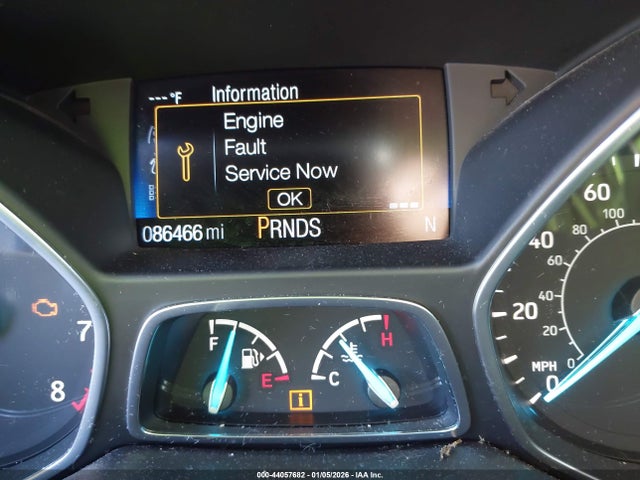 ---°F Information
Engine
Fault
Service Now
OK
086466 mi PRNDS N
60
100
40
80
60
20
40
20
MPH 0
0
7
8
F
E
C
H
i
000-44057682 - 01/05/2026 - IAA Inc.